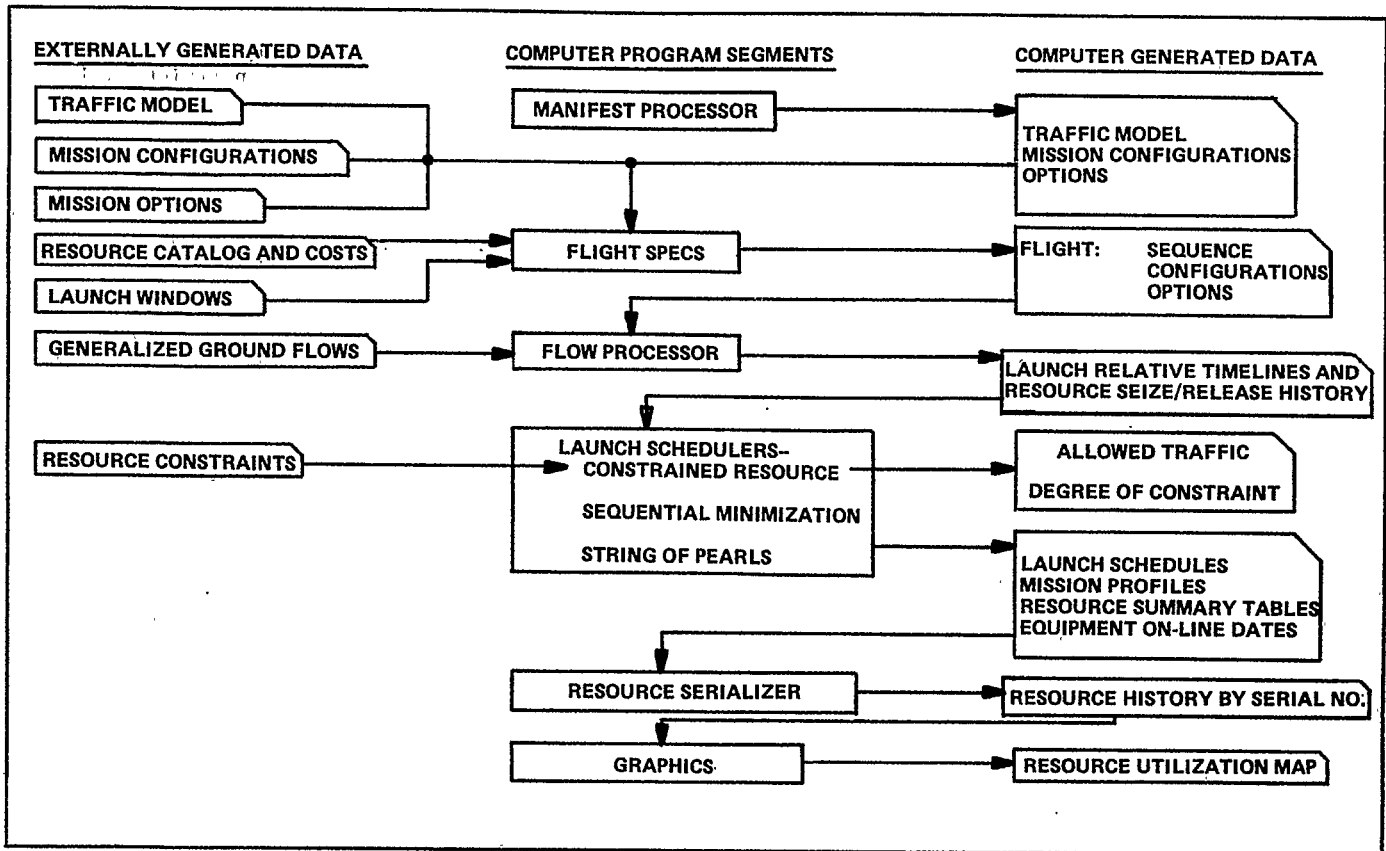 EXTERNALLY GENERATED DATA
COMPUTER PROGRAM SEGMENTS
COMPUTER GENERATED DATA
TRAFFIC MODEL
MISSION CONFIGURATIONS
MISSION OPTIONS
RESOURCE CATALOG AND COSTS
LAUNCH WINDOWS
GENERALIZED GROUND FLOWS
RESOURCE CONSTRAINTS
MANIFEST PROCESSOR
FLIGHT SPECS
FLOW PROCESSOR
LAUNCH SCHEDULERS--
CONSTRAINED RESOURCE
SEQUENTIAL MINIMIZATION
STRING OF PEARLS
RESOURCE SERIALIZER
GRAPHICS
TRAFFIC MODEL
MISSION CONFIGURATIONS
OPTIONS
FLIGHT: SEQUENCE
CONFIGURATIONS
OPTIONS
LAUNCH RELATIVE TIMELINES AND
RESOURCE SEIZE/RELEASE HISTORY
ALLOWED TRAFFIC
DEGREE OF CONSTRAINT
LAUNCH SCHEDULES
MISSION PROFILES
RESOURCE SUMMARY TABLES
EQUIPMENT ON-LINE DATES
RESOURCE HISTORY BY SERIAL NO.
RESOURCE UTILIZATION MAP